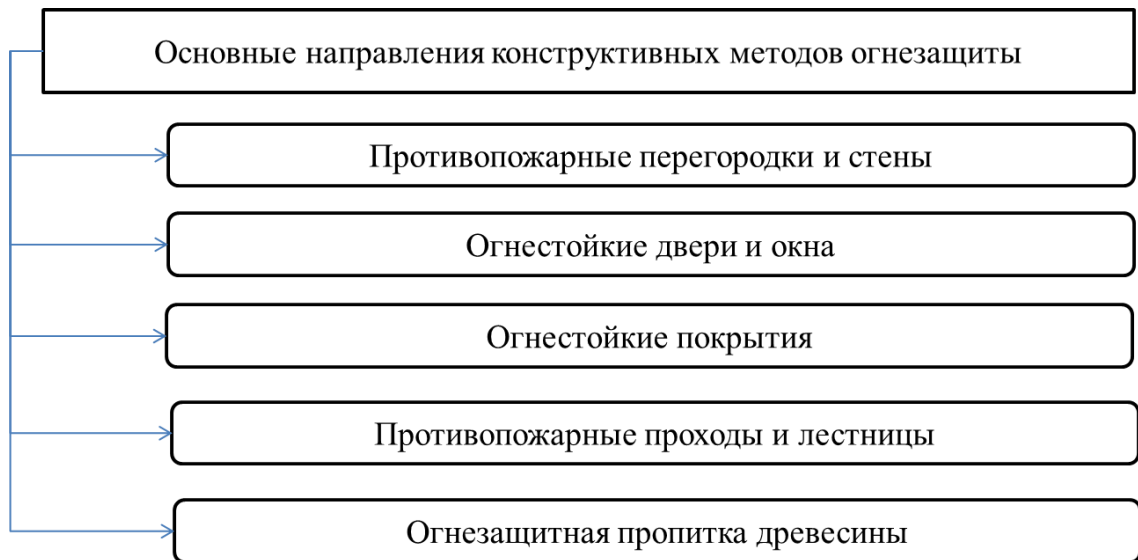 Основные направления конструктивных методов огнезащиты
Противопожарные перегородки и стены
Огнестойкие двери и окна
Огнестойкие покрытия
Противопожарные проходы и лестницы
Огнезащитная пропитка древесины